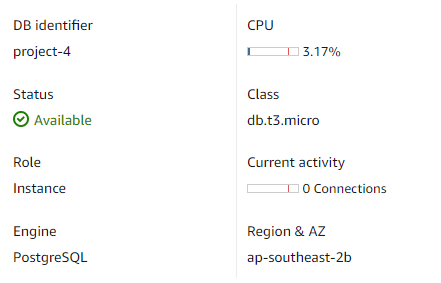 DB identifier
project-4
Status
Available
Role
Instance
Engine
PostgreSQL
CPU
3.17%
Class
db.t3.micro
Current activity
0 Connections
Region & AZ
ap-southeast-2b